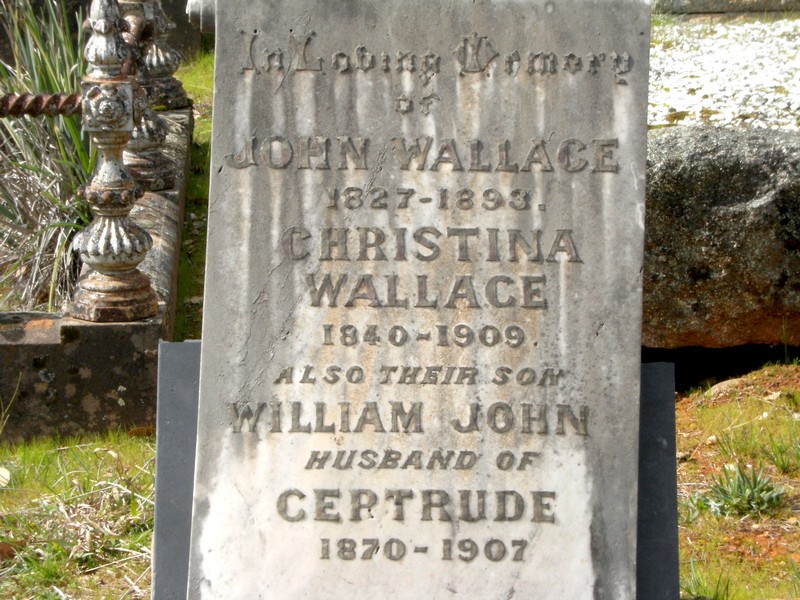 In Loving Memory
of
JOHN WALLACE
1827-1893.
CHRISTINA
WALLACE
1840-1909.
ALSO THEIR SON
WILLIAM JOHN
HUSBAND OF
GERTRUDE
1870-1907